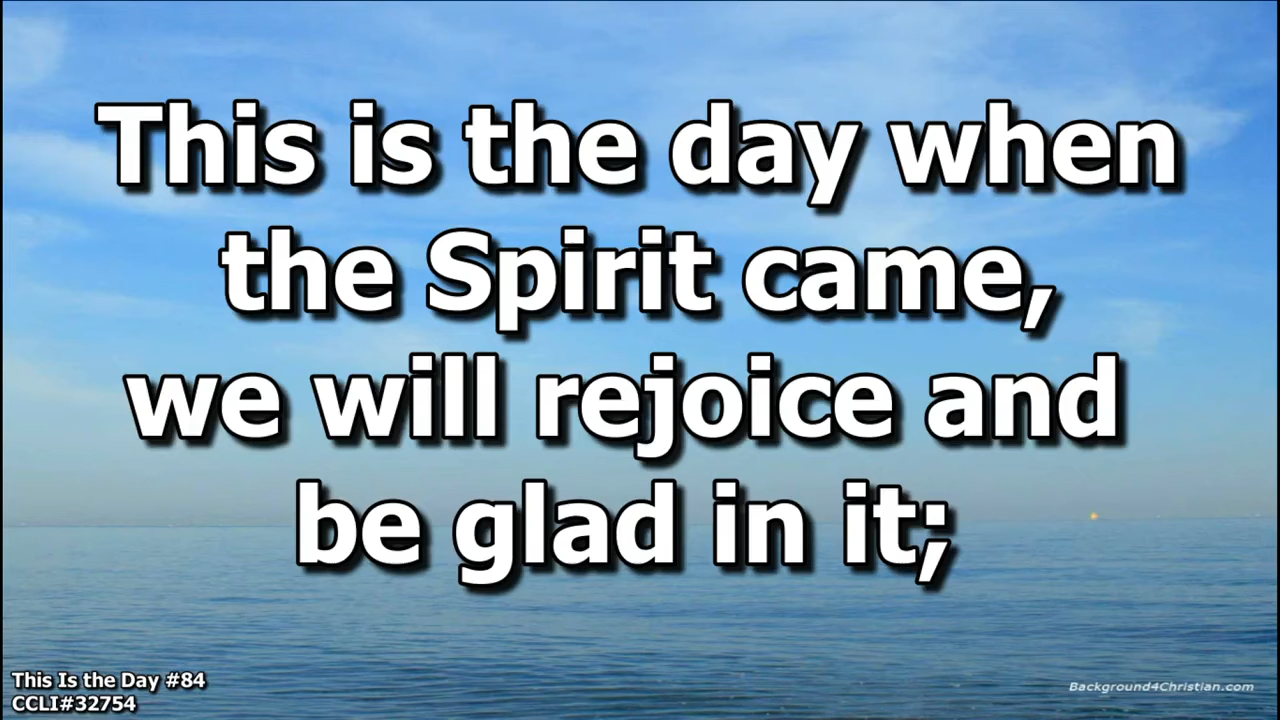 This is the day when
the Spirit came,
we will rejoice and
be glad in it;
This Is the Day #84
CCLI#32754
Background4Christian.com